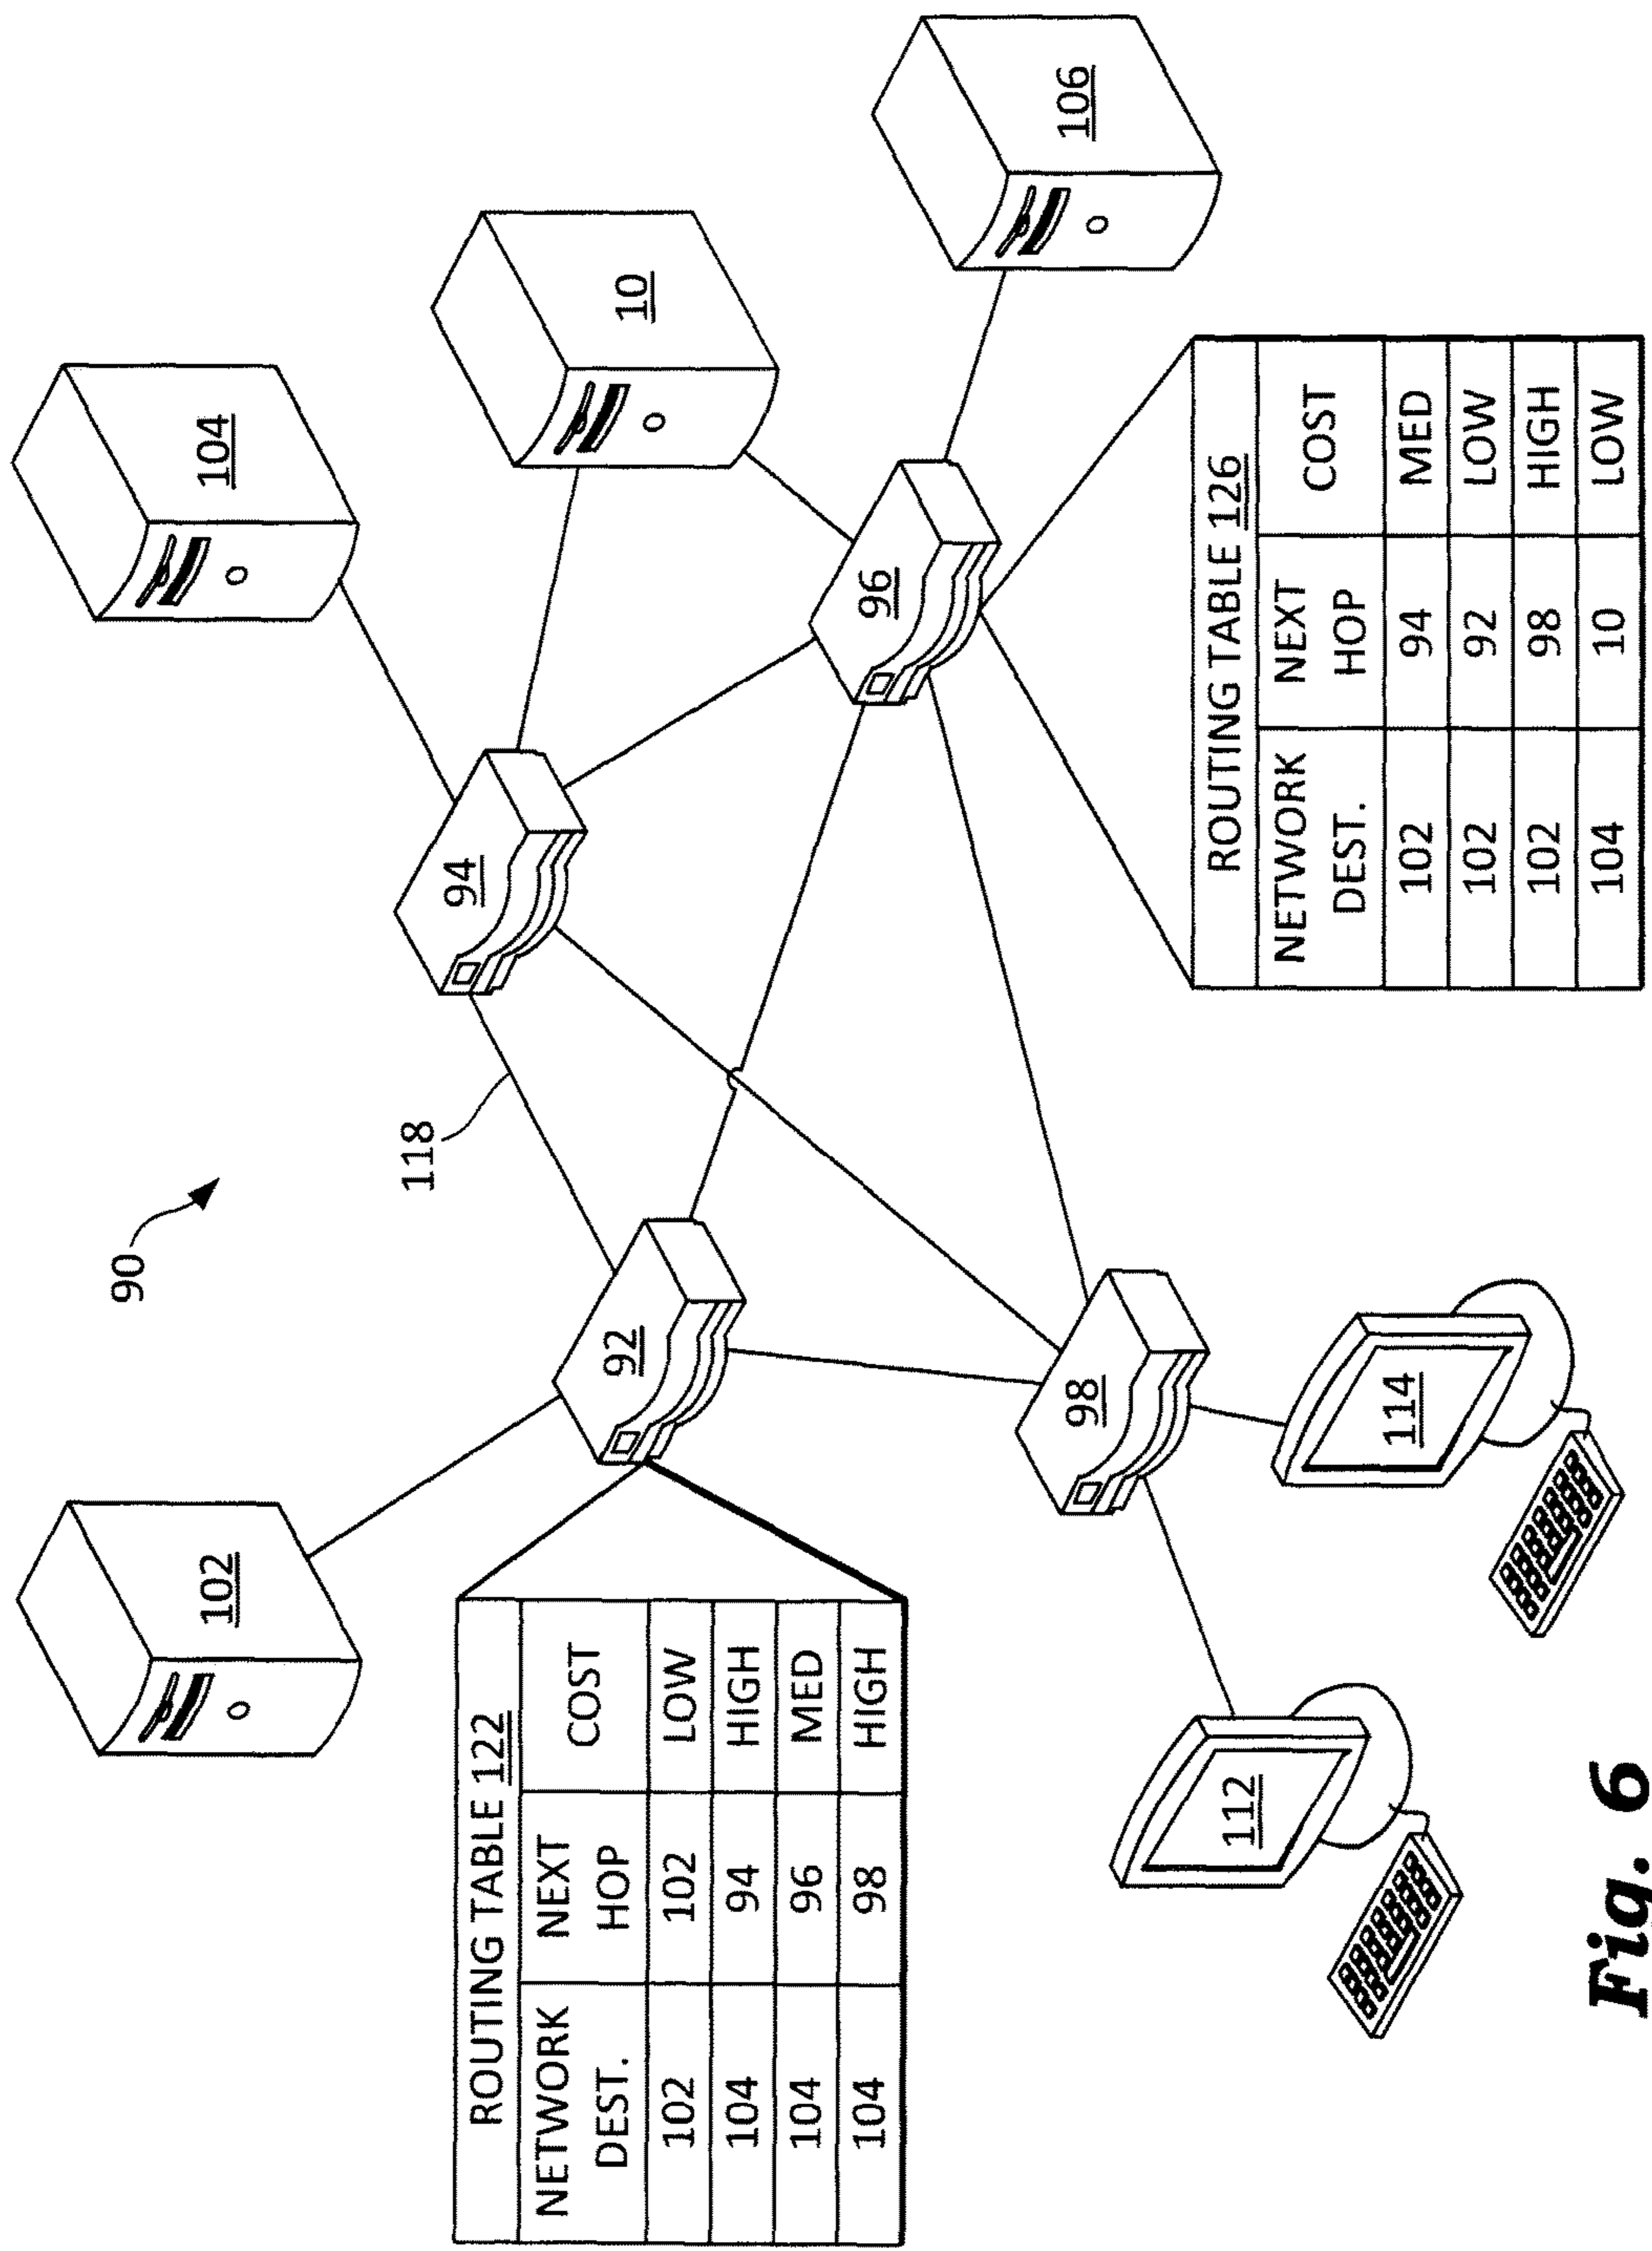 90
118
102
104
10
106
92
94
96
98
112
114
ROUTING TABLE 122
NETWORK DEST. NEXT HOP COST
102 102 LOW
104 94 HIGH
104 96 MED
104 98 HIGH
ROUTING TABLE 126
NETWORK DEST. NEXT HOP COST
102 94 MED
102 92 LOW
102 98 HIGH
104 10 LOW
Fig. 6